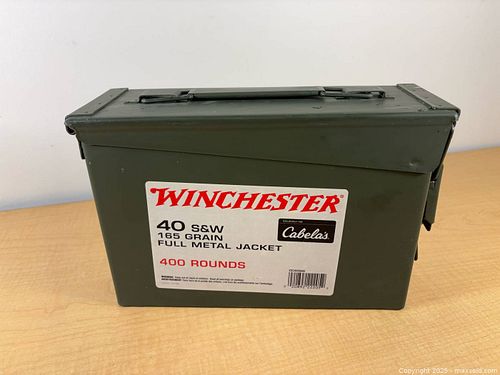 WINCHESTER
40 S&W
165 GRAIN
FULL METAL JACKET
Cabela's
400 ROUNDS
Copyright 2025 - maxsold.com